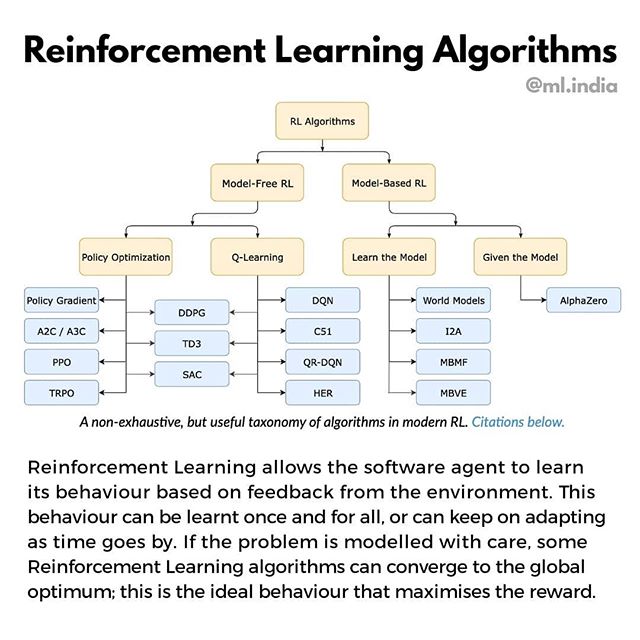 Reinforcement Learning Algorithms
@ml.india
RL Algorithms
Model-Free RL
Model-Based RL
Policy Optimization
Q-Learning
Learn the Model
Given the Model
Policy Gradient
A2C / A3C
PPO
TRPO
DDPG
TD3
SAC
DQN
C51
QR-DQN
HER
World Models
I2A
MBMF
MBVE
AlphaZero
A non-exhaustive, but useful taxonomy of algorithms in modern RL. Citations below.
Reinforcement Learning allows the software agent to learn
its behaviour based on feedback from the environment. This
behaviour can be learnt once and for all, or can keep on adapting
as time goes by. If the problem is modelled with care, some
Reinforcement Learning algorithms can converge to the global
optimum; this is the ideal behaviour that maximises the reward.